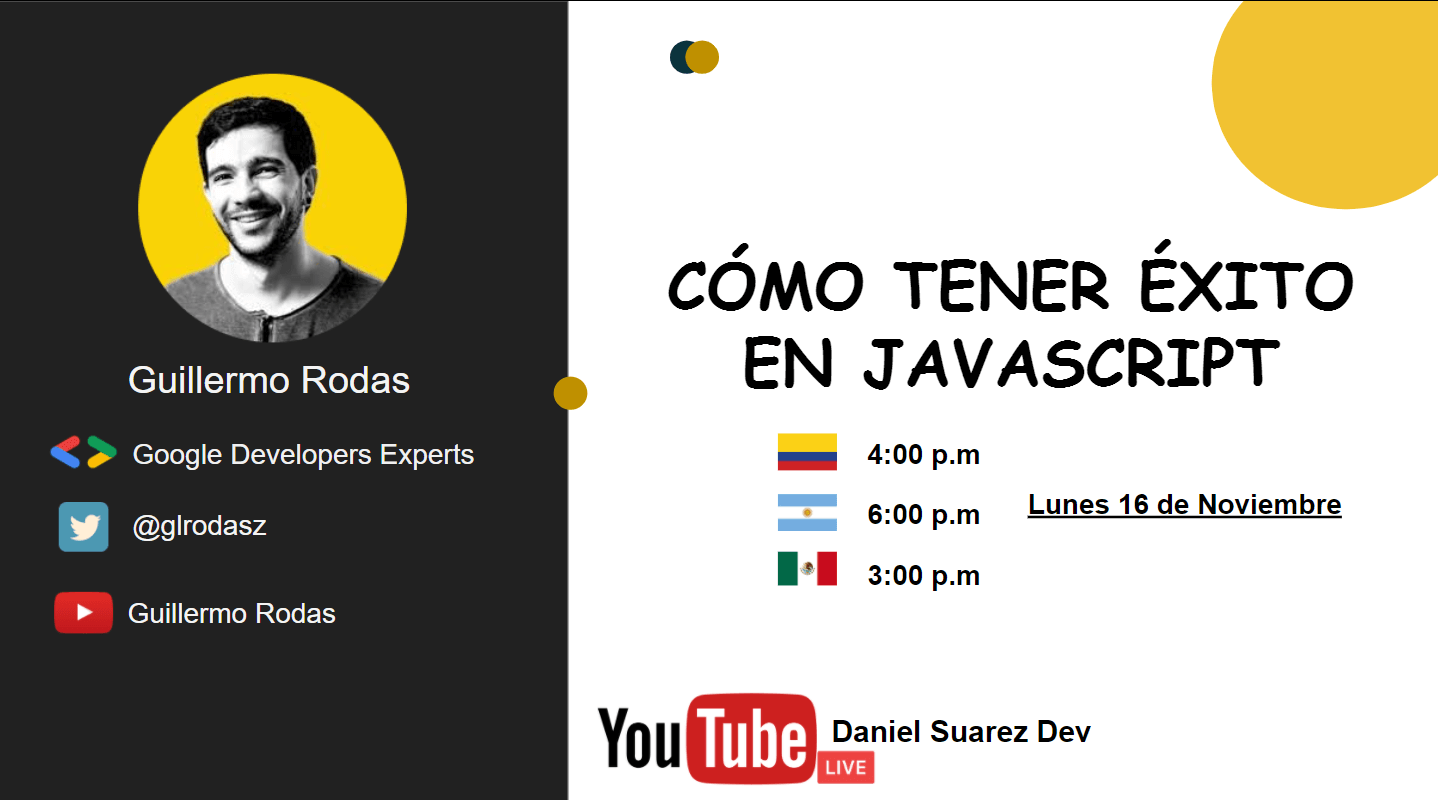 Guillermo Rodas
Google Developers Experts
@glrodasz
Guillermo Rodas
CÓMO TENER ÉXITO
EN JAVASCRIPT
4:00 p.m
6:00 p.m
3:00 p.m
Lunes 16 de Noviembre
YouTube
LIVE
Daniel Suarez Dev